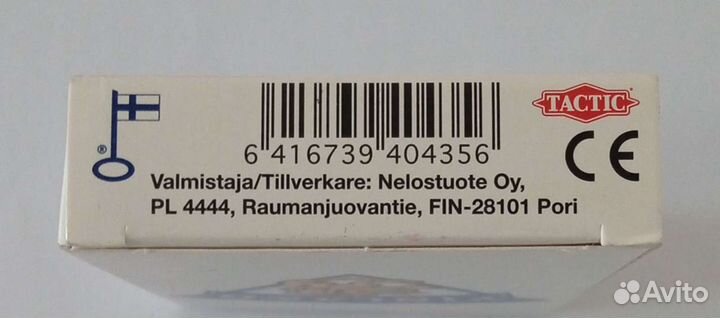 TACTIC
®
CE
6 416739 404356
Valmistaja/Tillverkare: Nelostuote Oy,
PL 4444, Raumanjuovantie, FIN-28101 Pori
Avito